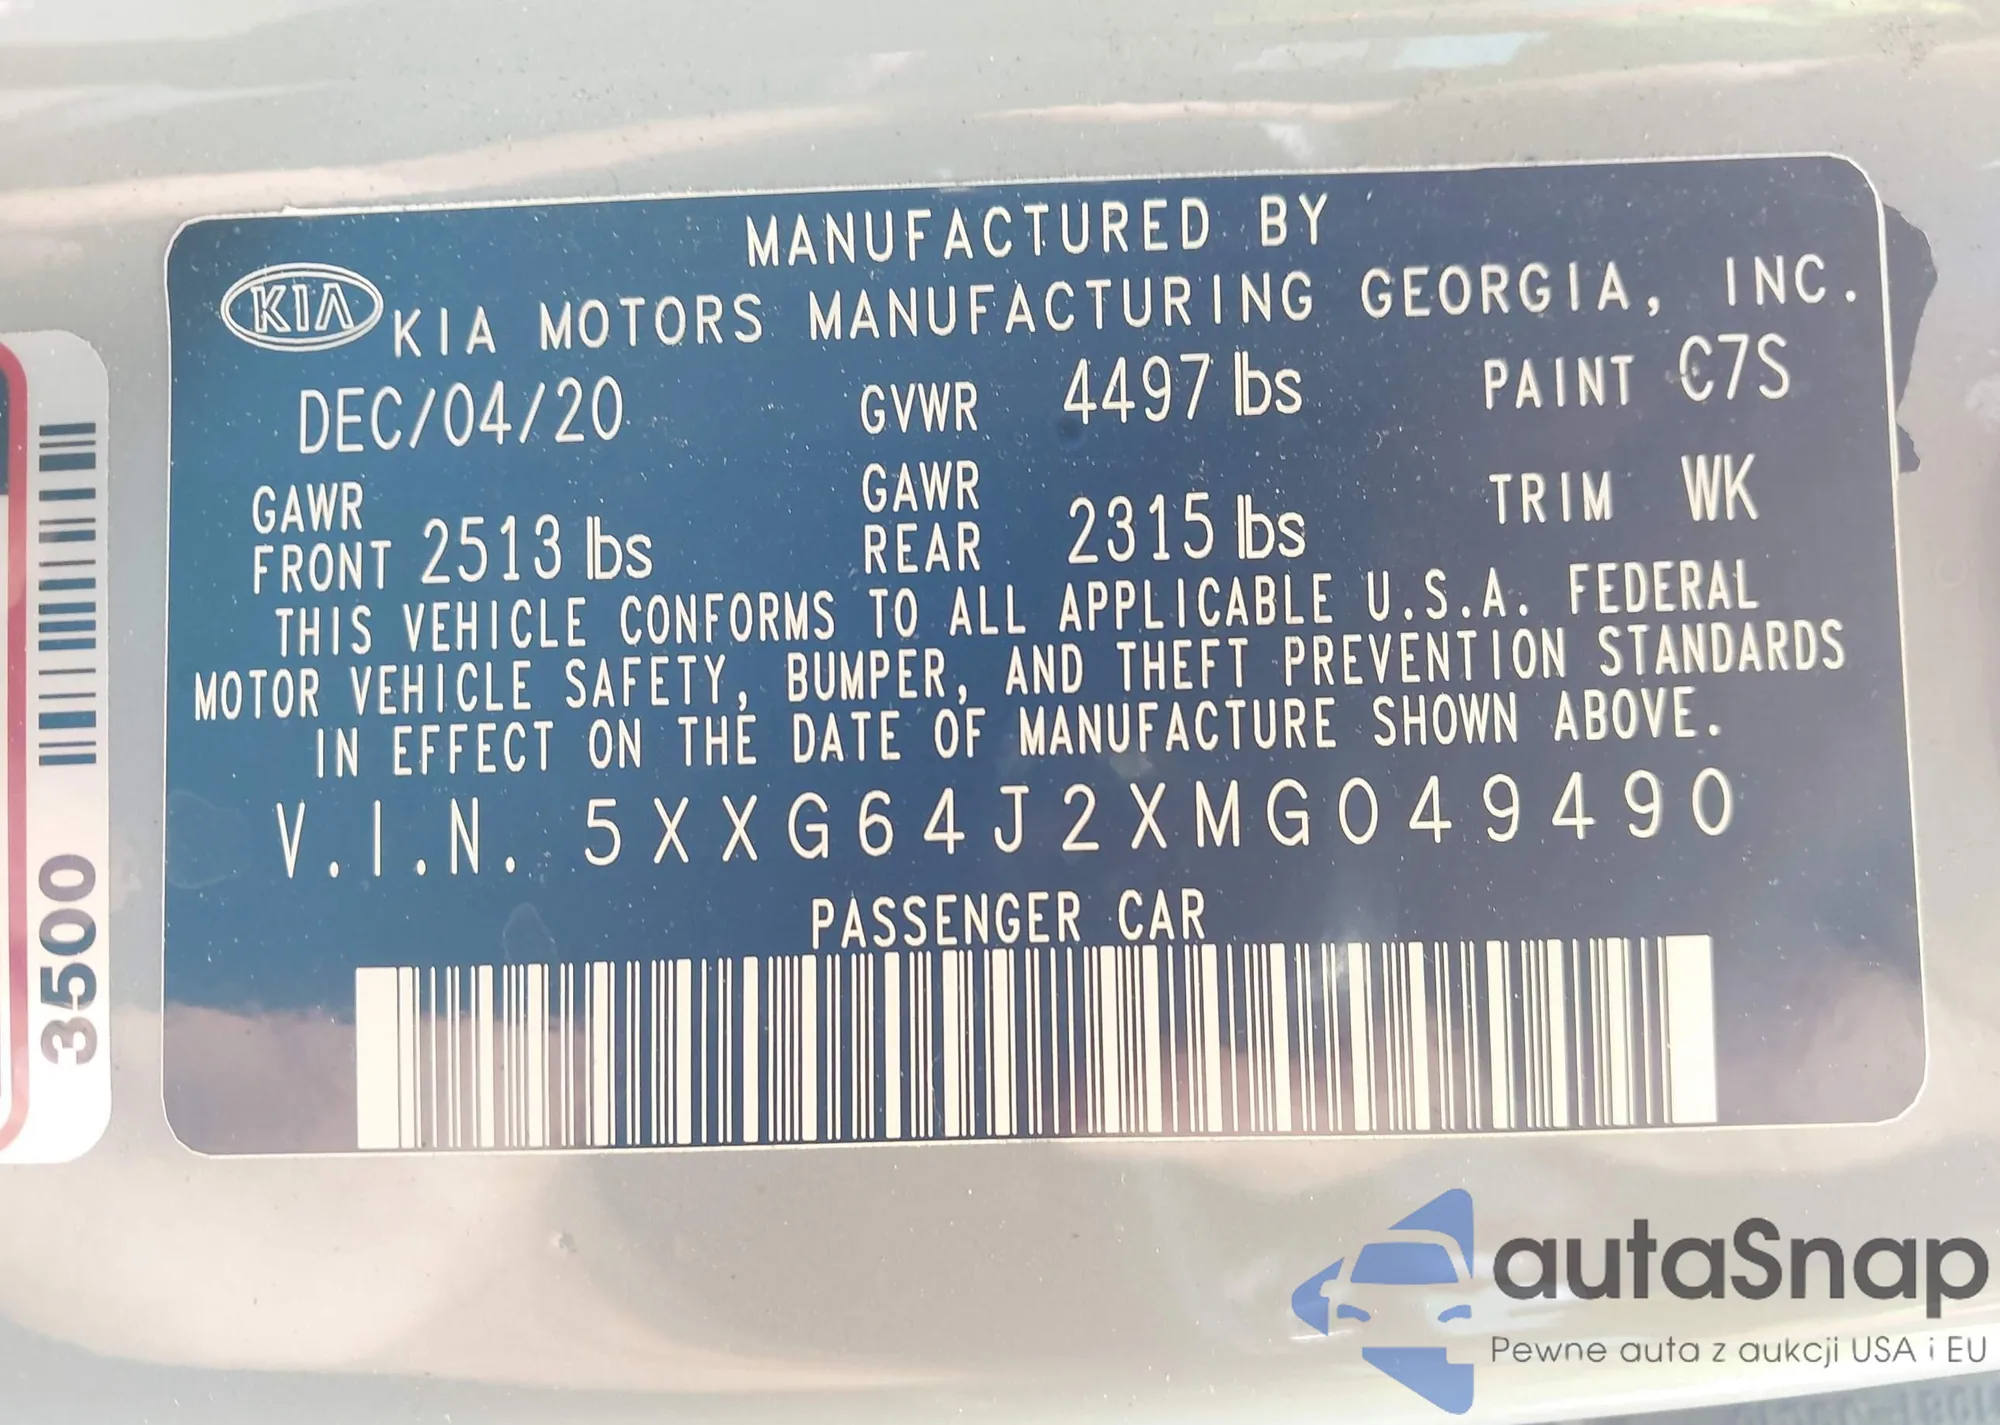 MANUFACTURED BY
KIA KIA MOTORS MANUFACTURING GEORGIA, INC.
DEC/04/20 GVWR 4497 lbs PAINT C7S
GAWR FRONT 2513 lbs GAWR REAR 2315 lbs TRIM WK
THIS VEHICLE CONFORMS TO ALL APPLICABLE U.S.A. FEDERAL
MOTOR VEHICLE SAFETY, BUMPER, AND THEFT PREVENTION STANDARDS
IN EFFECT ON THE DATE OF MANUFACTURE SHOWN ABOVE.
V.I.N. 5XXG64J2XMG049490
PASSENGER CAR
3500
autaSnap
Pewne auta z aukcji USA i EU